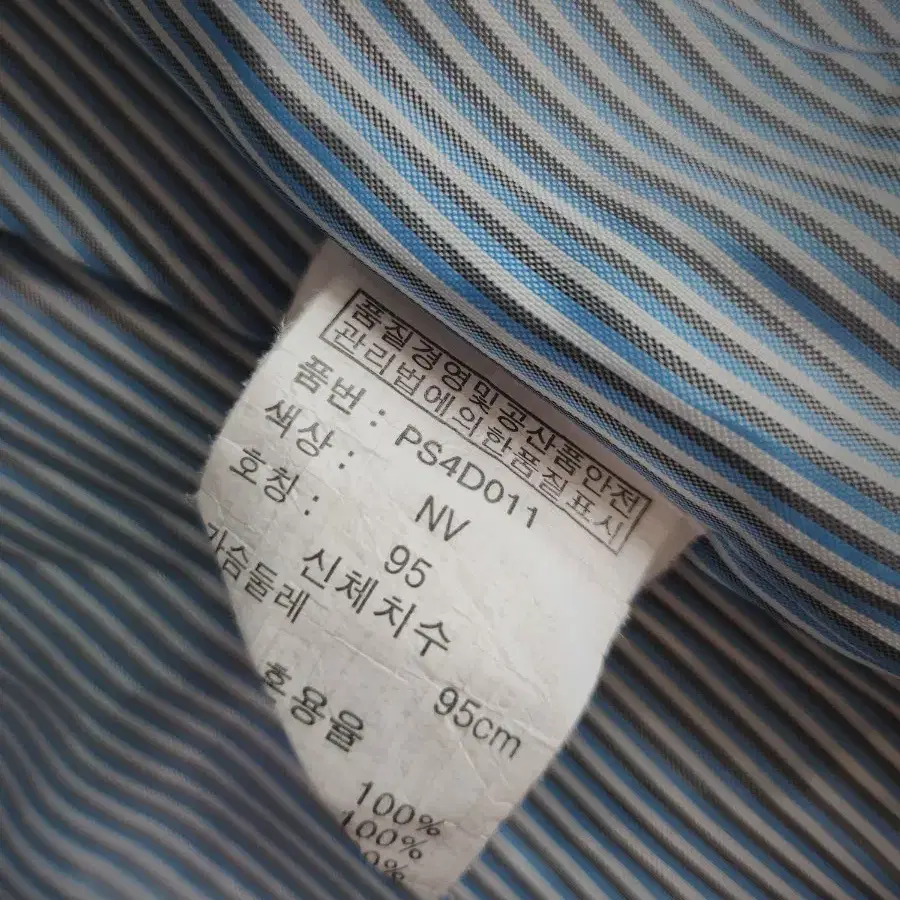 품질경영및공산품안전
관리법에의한품질표시
품번 : PS4D011
색상 : NV
호칭 : 95
신체치수
가슴둘레 95cm
혼용율
100%
100%